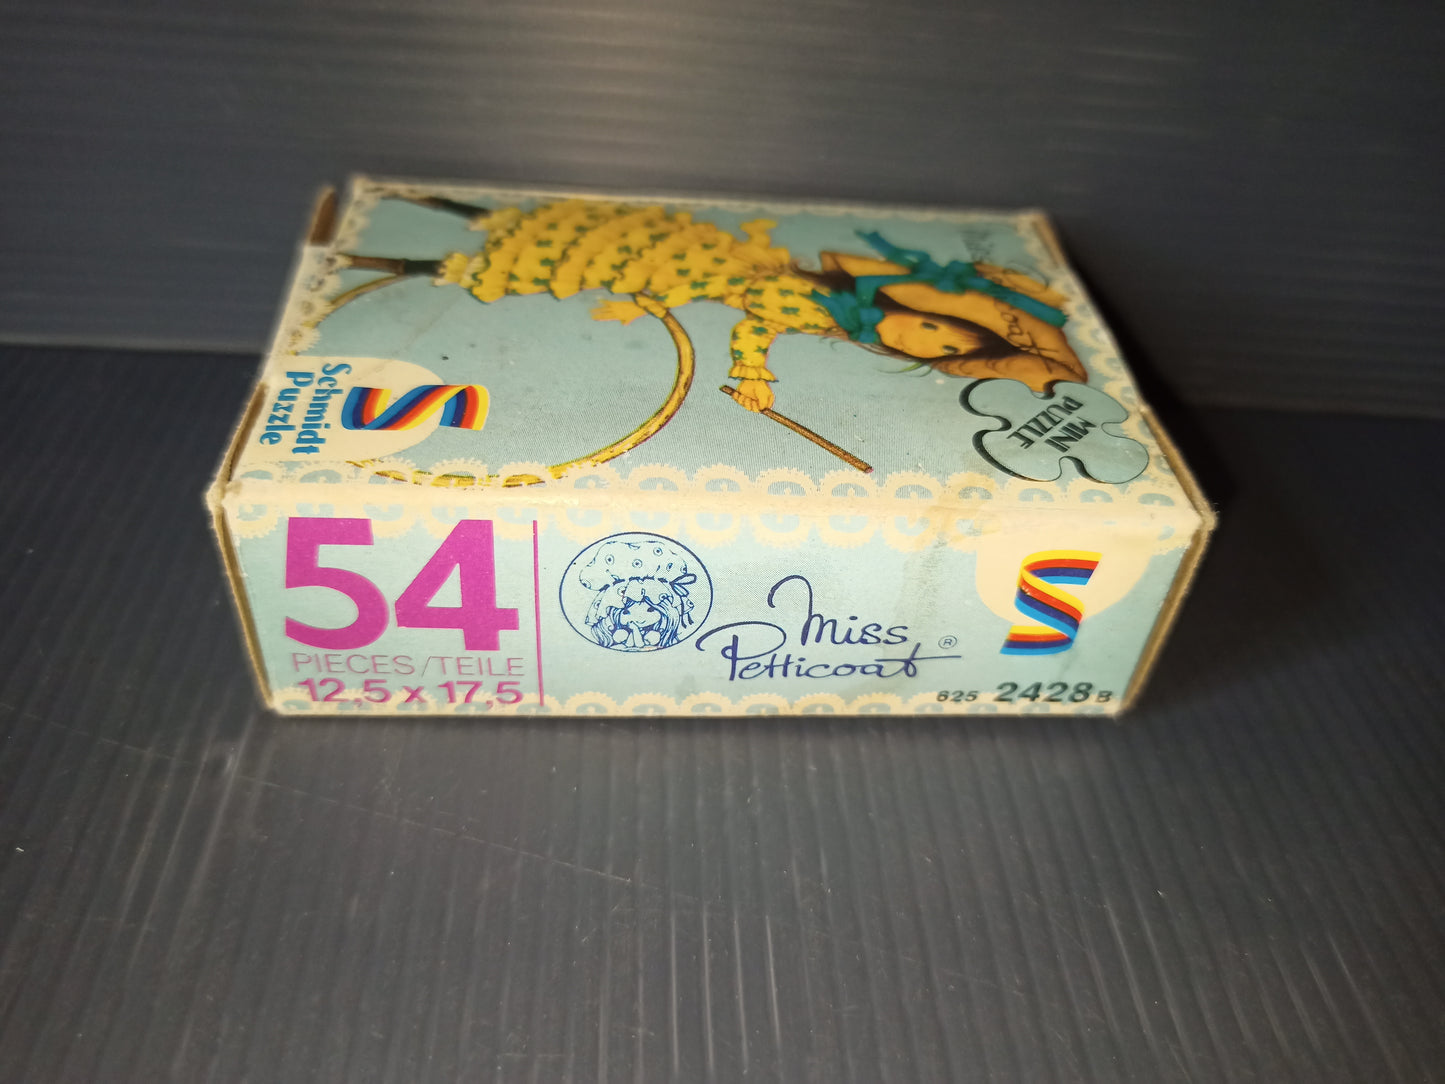 Schmidt
Puzzle
MINI
PUZZLE
54
PIECES/TEILE
12,5 x 17,5
Miss
Petticoat ®
625 2428 B